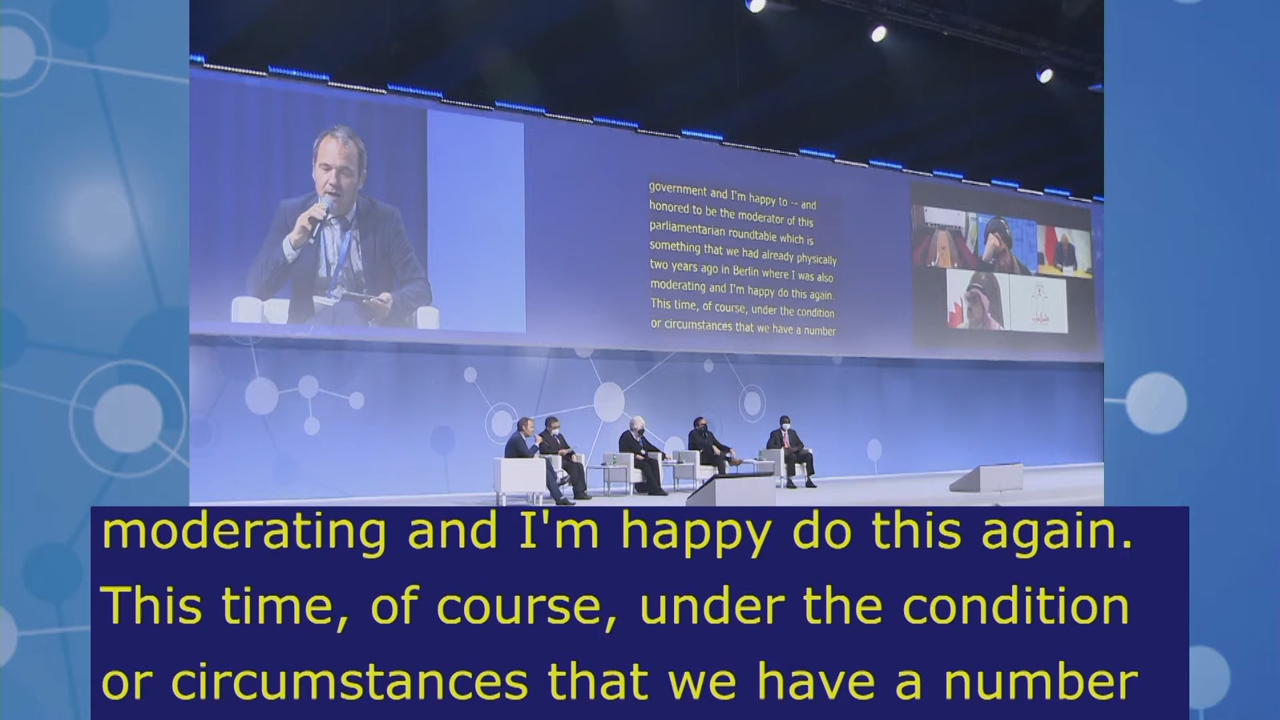 government and I'm happy to -- and
honored to be the moderator of this
parliamentarian roundtable which is
something that we had already physically
two years ago in Berlin where I was also
moderating and I'm happy do this again.
This time, of course, under the condition
or circumstances that we have a number
moderating and I'm happy do this again.
This time, of course, under the condition
or circumstances that we have a number